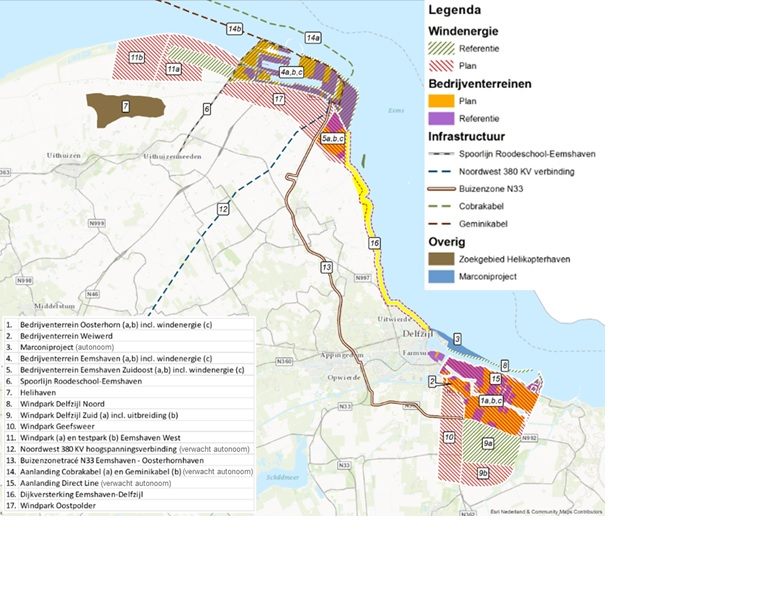 Legenda
Windenergie
Referentie
Plan
Bedrijventerreinen
Plan
Referentie
Infrastructuur
Spoorlijn Roodeschool-Eemshaven
Noordwest 380 KV verbinding
Buizenzone N33
Cobrakabel
Geminikabel
Overig
Zoekgebied Helikopterhaven
Marconiproject
14b
14a
11b
11a
4a,b,c
17
7
6
Eems
5a,b,c
Uithuizen
Uithuizermeeden
N363
12
N999
16
13
N998
N46
N997
Middelstum
Uitwierde
Delfzijl
3
Appingedam
Farmsum
8
N360
Opwierde
2
15
1a,b,c
N33
N992
10
9a
N33
9b
Schildmeer
N362
1. Bedrijventerrein Oosterhorn (a,b) incl. windenergie (c)
2. Bedrijventerrein Weiwerd
3. Marconiproject (autonoom)
4. Bedrijventerrein Eemshaven (a,b) incl. windenergie (c)
5. Bedrijventerrein Eemshaven Zuidoost (a,b) incl. windenergie (c)
6. Spoorlijn Roodeschool-Eemshaven
7. Helihaven
8. Windpark Delfzijl Noord
9. Windpark Delfzijl Zuid (a) incl. uitbreiding (b)
10. Windpark Geefsweer
11. Windpark (a) en testpark (b) Eemshaven West
12. Noordwest 380 KV hoogspanningsverbinding (verwacht autonoom)
13. Buizenzonetracé N33 Eemshaven - Oosterhornhaven
14. Aanlanding Cobrakabel (a) en Geminikabel (b) (verwacht autonoom)
15. Aanlanding Direct Line (verwacht autonoom)
16. Dijkversterking Eemshaven-Delfzijl
17. Windpark Oostpolder
Esri Nederland & Community Maps Contributors